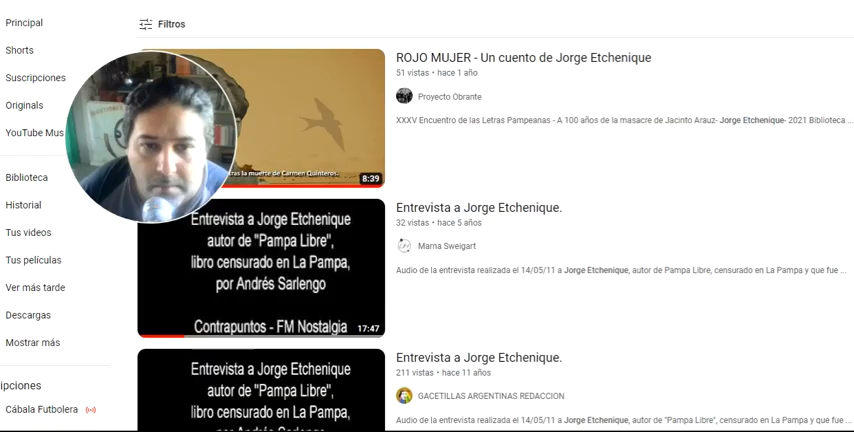 Principal
Shorts
Suscripciones
Originals
YouTube Mus
Biblioteca
Historial
Tus videos
Tus películas
Ver más tarde
Descargas
Mostrar más
ipciones
Cábala Futbolera
Filtros
tras la muerte de Carmen Quinteros.
8:39
ROJO MUJER - Un cuento de Jorge Etchenique
51 vistas • hace 1 año
Proyecto Obrante
XXXV Encuentro de las Letras Pampeanas - A 100 años de la masacre de Jacinto Arauz- Jorge Etchenique- 2021 Biblioteca ...
Entrevista a Jorge Etchenique
autor de "Pampa Libre",
libro censurado en La Pampa,
por Andrés Sarlengo
Contrapuntos - FM Nostalgia
17:47
Entrevista a Jorge Etchenique.
32 vistas • hace 5 años
Marna Sweigart
Audio de la entrevista realizada el 14/05/11 a Jorge Etchenique, autor de Pampa Libre, censurado en La Pampa y que fue ...
Entrevista a Jorge Etchenique
autor de "Pampa Libre",
libro censurado en La Pampa,
Entrevista a Jorge Etchenique.
211 vistas • hace 11 años
GACETILLAS ARGENTINAS REDACCION
Audio de la entrevista realizada el 14/05/11 a Jorge Etchenique, autor de "Pampa Libre", censurado en La Pampa y que fue ...